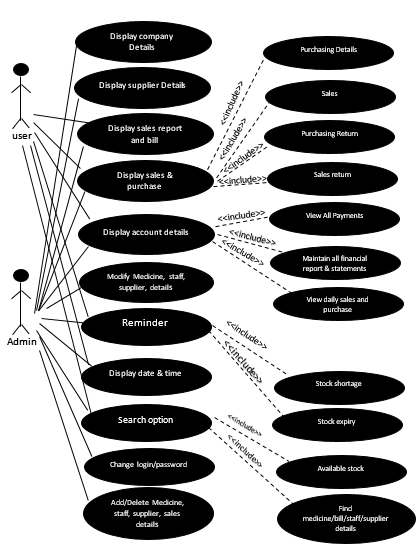 Display company
Details
Purchasing Details
Display supplier Details
<<include>>
Sales
Display sales report
and bill
user
<<include>>
Purchasing Return
<<include>>
Display sales &
purchase
<<include>>
Sales return
<<include>>
View All Payments
Display account details
<<include>>
<<include>>
Maintain all financial
report & statements
Modify Medicine, staff,
supplier, details
View daily sales and
purchase
Reminder
Admin
<<include>>
<<include>>
Display date & time
Stock shortage
Search option
<<include>>
Stock expiry
<<include>>
Change login/password
Available stock
Add/Delete Medicine,
staff, supplier, sales
details
Find
medicine/bill/staff/supplier
details